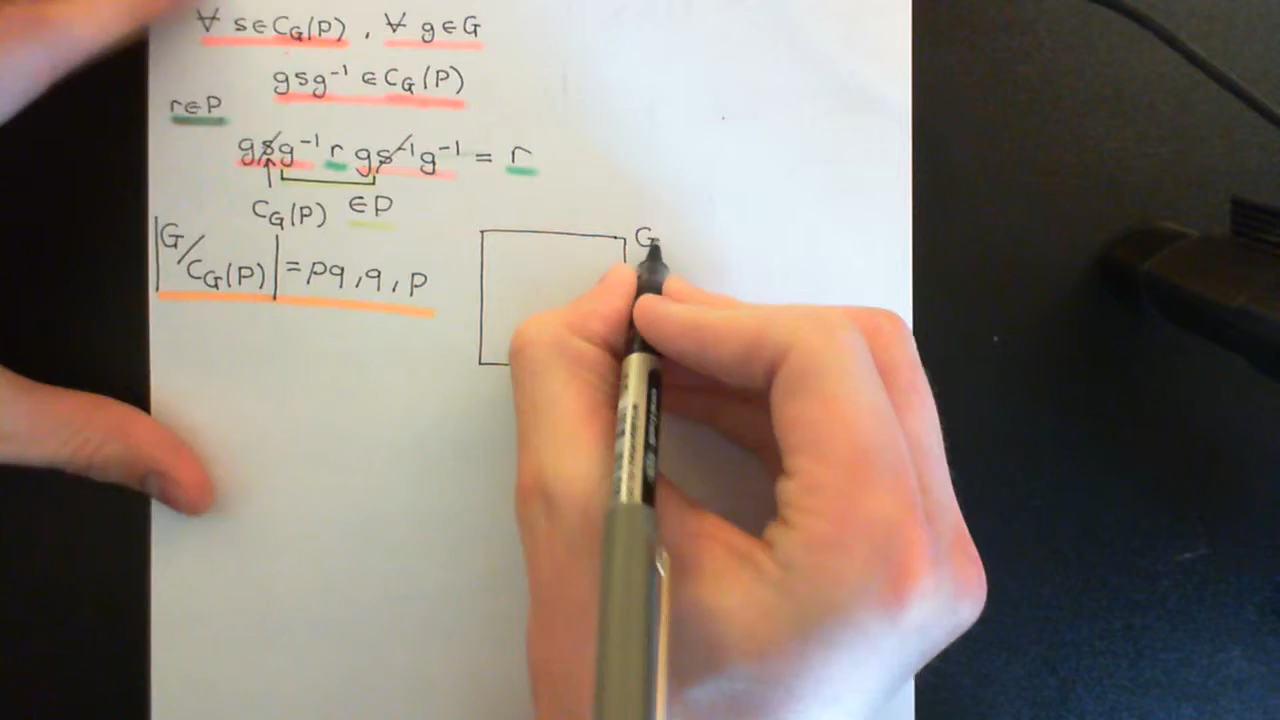 ∀ s∈C_G(P) , ∀ g∈G
gsg⁻¹ ∈ C_G(P)
r∈P
gsg⁻¹ r gs⁻¹g⁻¹ = r
C_G(P) ∈P
|G/C_G(P)| = pq, q, p
G